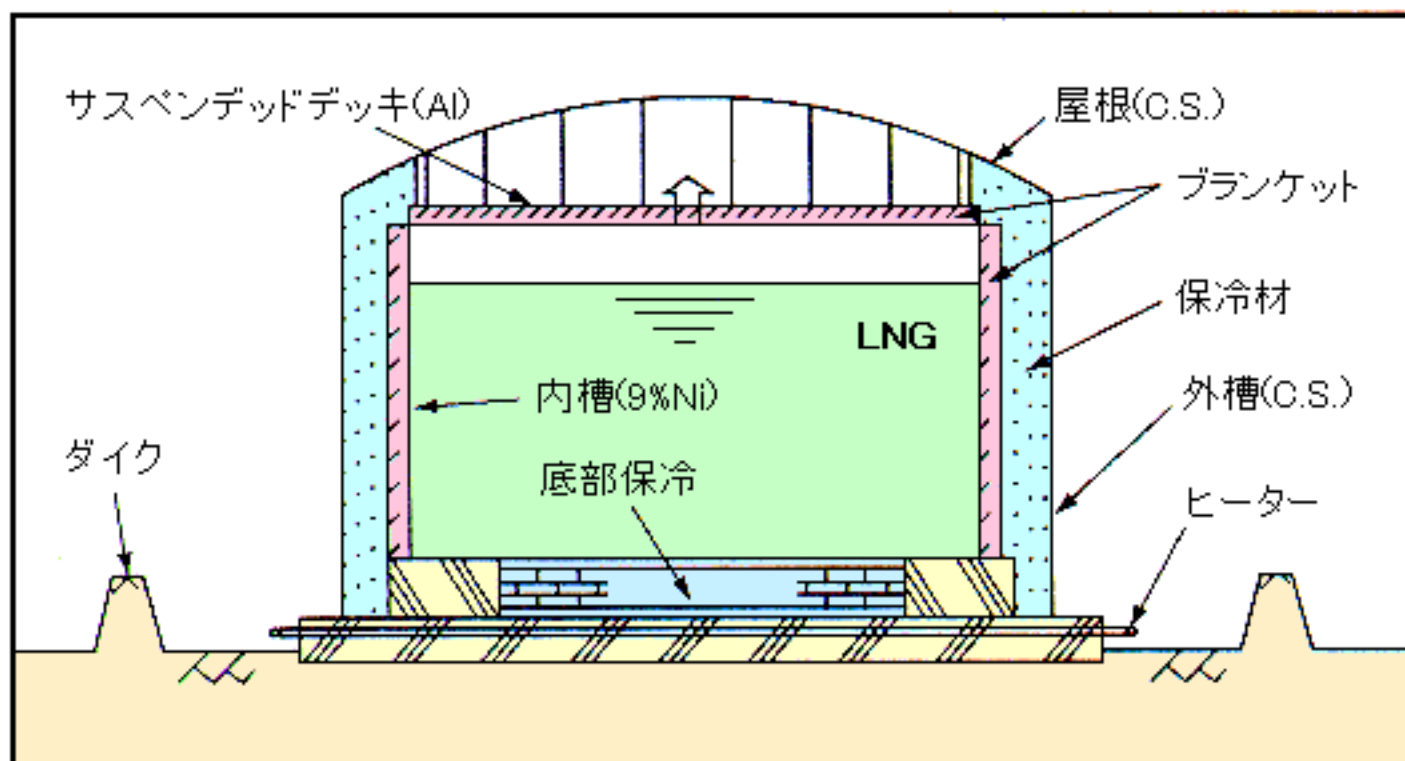 サスペンデッドデッキ(Al)
屋根(C.S.)
ブランケット
保冷材
LNG
内槽(9%Ni)
外槽(C.S.)
ダイク
底部保冷
ヒーター